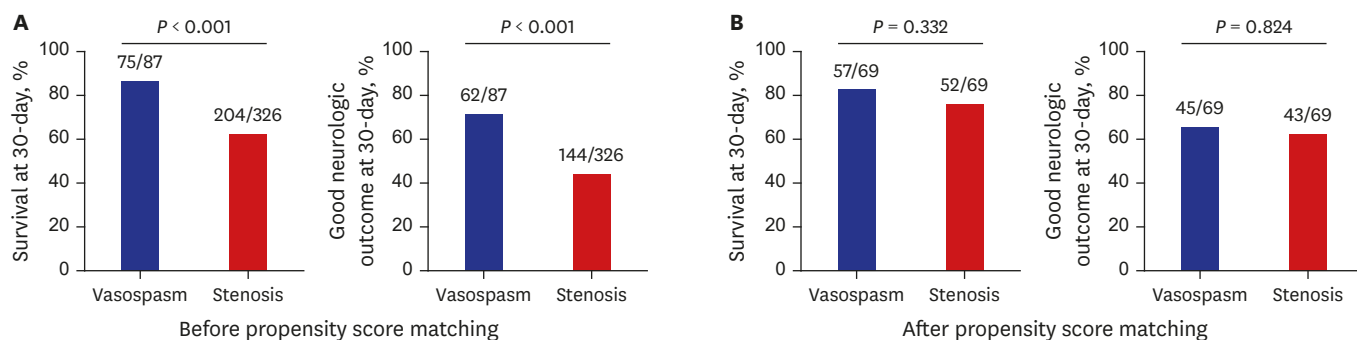 A
P < 0.001
Survival at 30-day, %
100
80
60
40
20
0
75/87
204/326
Vasospasm
Stenosis
P < 0.001
Good neurologic
outcome at 30-day, %
100
80
60
40
20
0
62/87
144/326
Vasospasm
Stenosis
Before propensity score matching
B
P = 0.332
Survival at 30-day, %
100
80
60
40
20
0
57/69
52/69
Vasospasm
Stenosis
P = 0.824
Good neurologic
outcome at 30-day, %
100
80
60
40
20
0
45/69
43/69
Vasospasm
Stenosis
After propensity score matching